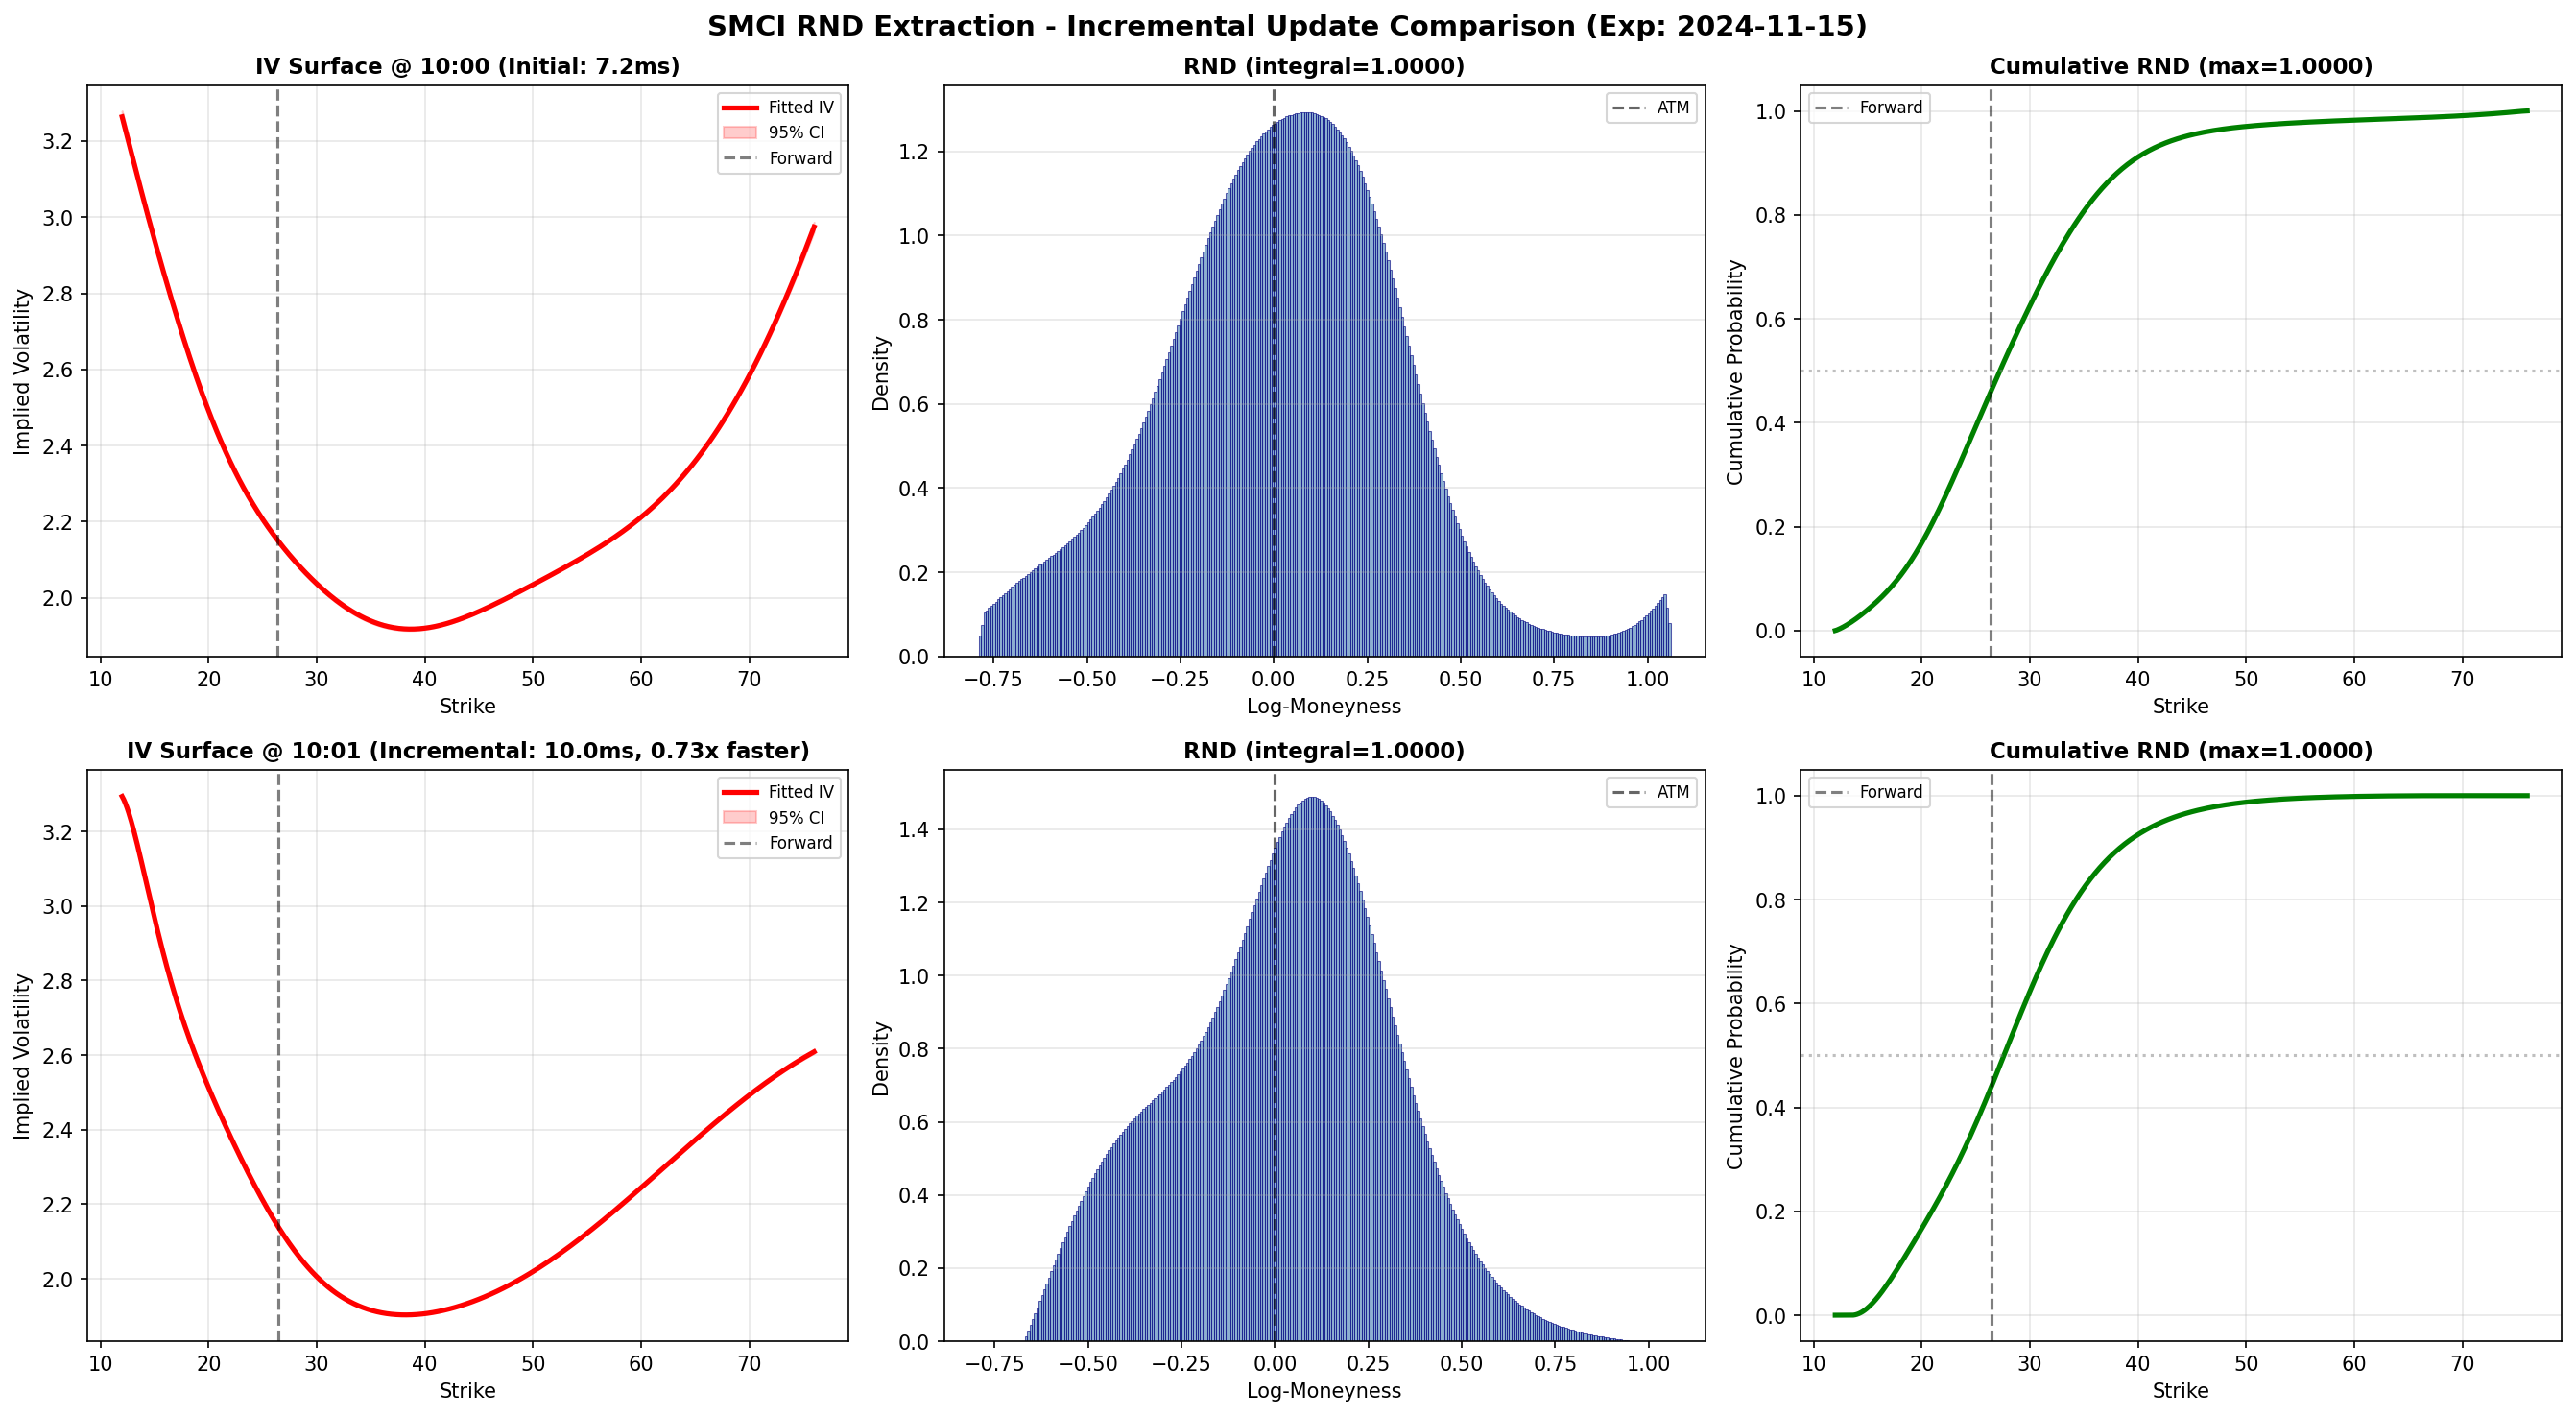 SMCI RND Extraction - Incremental Update Comparison (Exp: 2024-11-15)
IV Surface @ 10:00 (Initial: 7.2ms)
Fitted IV
95% CI
Forward
Implied Volatility
3.2
3.0
2.8
2.6
2.4
2.2
2.0
10 20 30 40 50 60 70
Strike
RND (integral=1.0000)
ATM
Density
1.2
1.0
0.8
0.6
0.4
0.2
0.0
−0.75 −0.50 −0.25 0.00 0.25 0.50 0.75 1.00
Log-Moneyness
Cumulative RND (max=1.0000)
Forward
Cumulative Probability
1.0
0.8
0.6
0.4
0.2
0.0
10 20 30 40 50 60 70
Strike
IV Surface @ 10:01 (Incremental: 10.0ms, 0.73x faster)
Fitted IV
95% CI
Forward
Implied Volatility
3.2
3.0
2.8
2.6
2.4
2.2
2.0
10 20 30 40 50 60 70
Strike
RND (integral=1.0000)
ATM
Density
1.4
1.2
1.0
0.8
0.6
0.4
0.2
0.0
−0.75 −0.50 −0.25 0.00 0.25 0.50 0.75 1.00
Log-Moneyness
Cumulative RND (max=1.0000)
Forward
Cumulative Probability
1.0
0.8
0.6
0.4
0.2
0.0
10 20 30 40 50 60 70
Strike